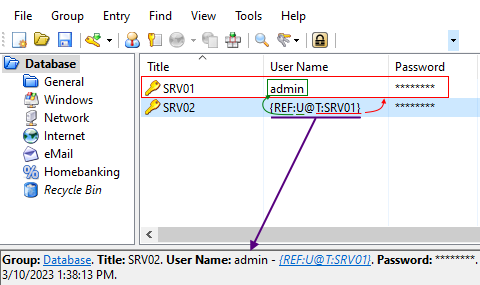 File Group Entry Find View Tools Help
Database
General
Windows
Network
Internet
eMail
Homebanking
Recycle Bin
Title User Name Password
SRV01 admin ********
SRV02 {REF:U@T:SRV01} ********
Group: Database. Title: SRV02. User Name: admin - {REF:U@T:SRV01}. Password: ********.
3/10/2023 1:38:13 PM.